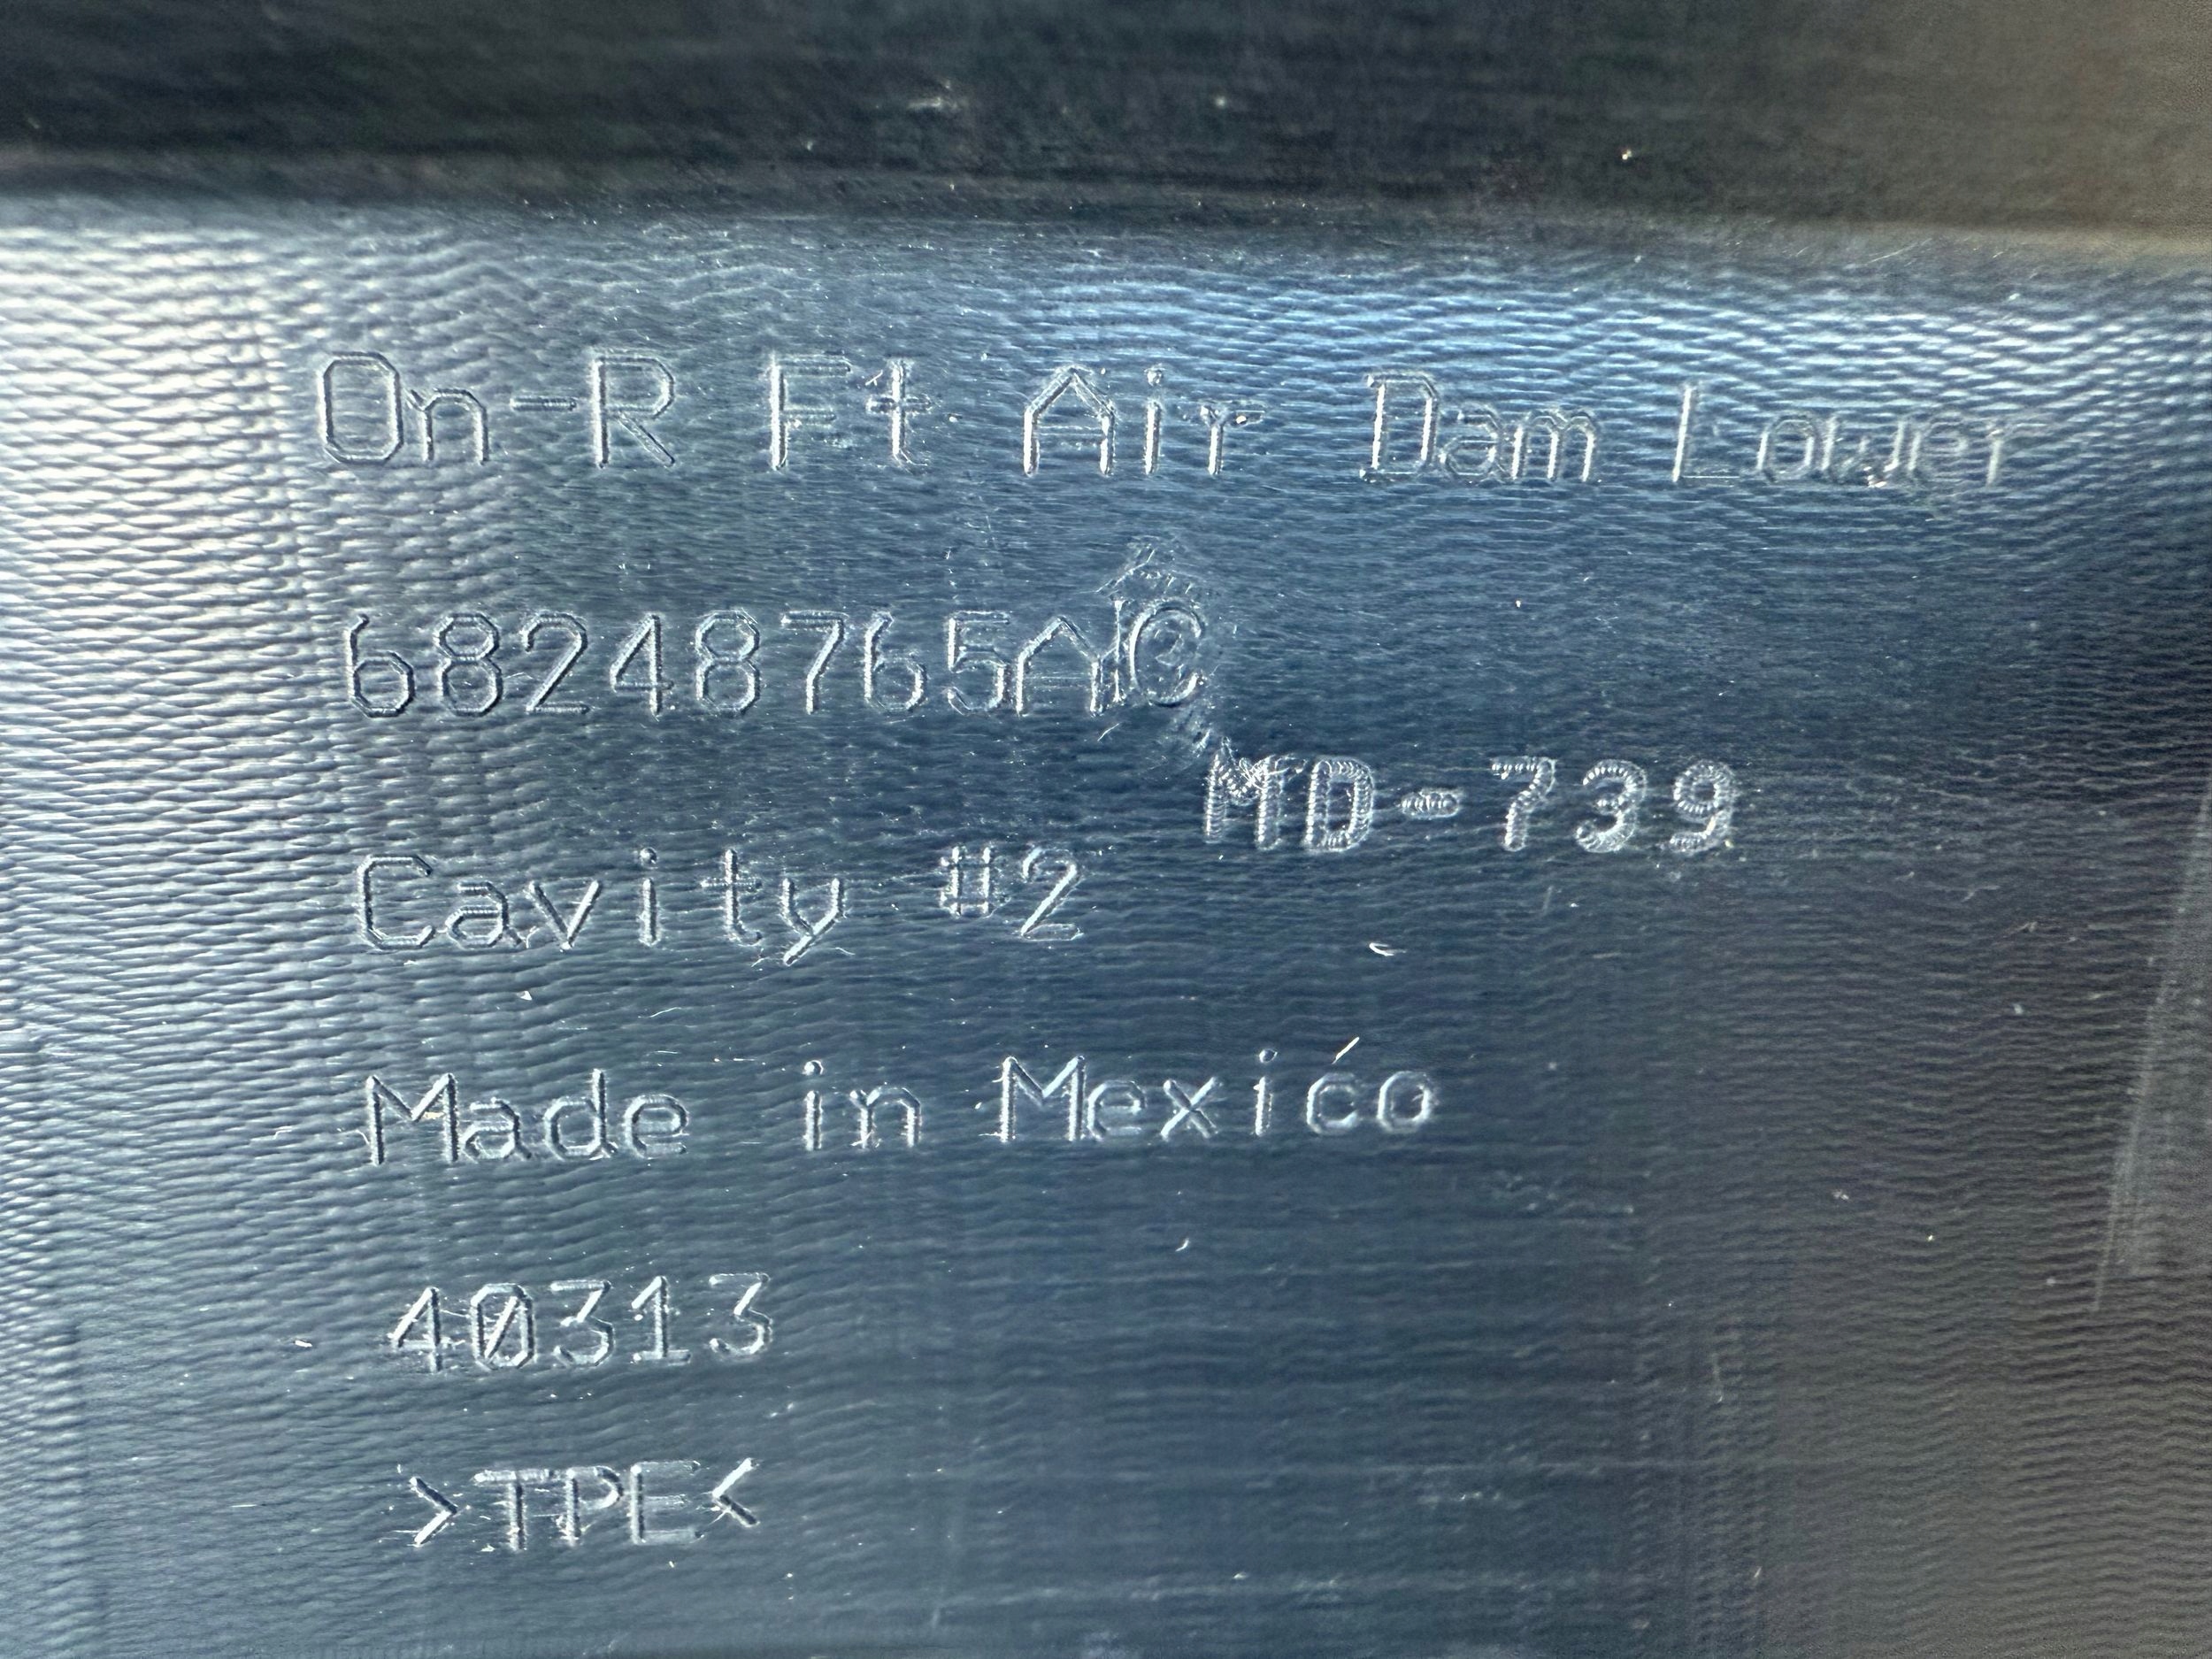 On-R Ft Air Dam Lower
68248765AC
MD-739
Cavity #2
Made in Mexico
40313
>TPE<